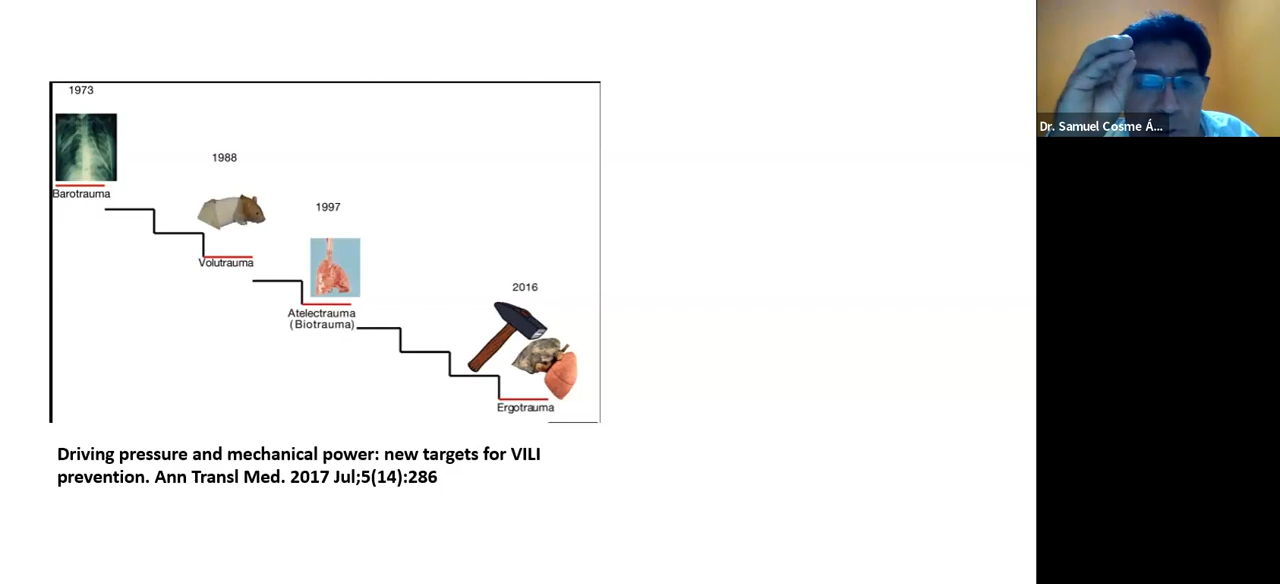 1973
Barotrauma
1988
Volutrauma
1997
Atelectrauma
(Biotrauma)
2016
Ergotrauma
Driving pressure and mechanical power: new targets for VILI
prevention. Ann Transl Med. 2017 Jul;5(14):286
Dr. Samuel Cosme Á...